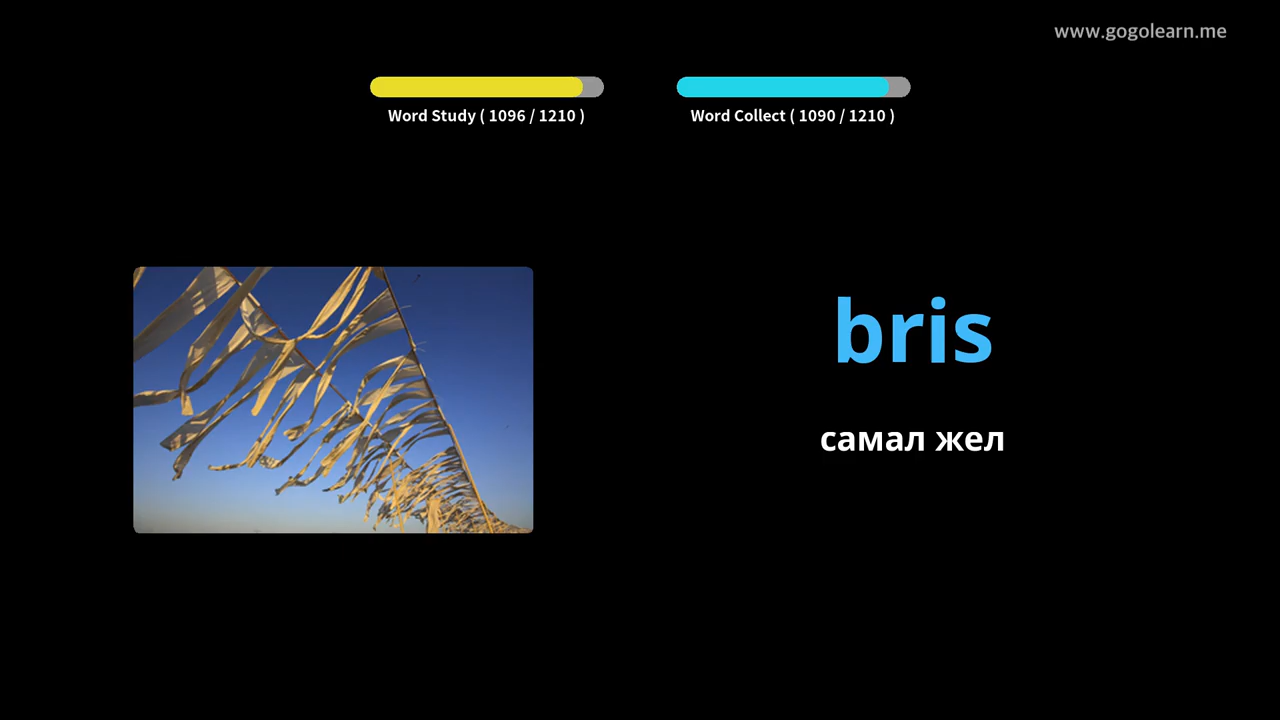 www.gogolearn.me
Word Study ( 1096 / 1210 )
Word Collect ( 1090 / 1210 )
bris
самал жел